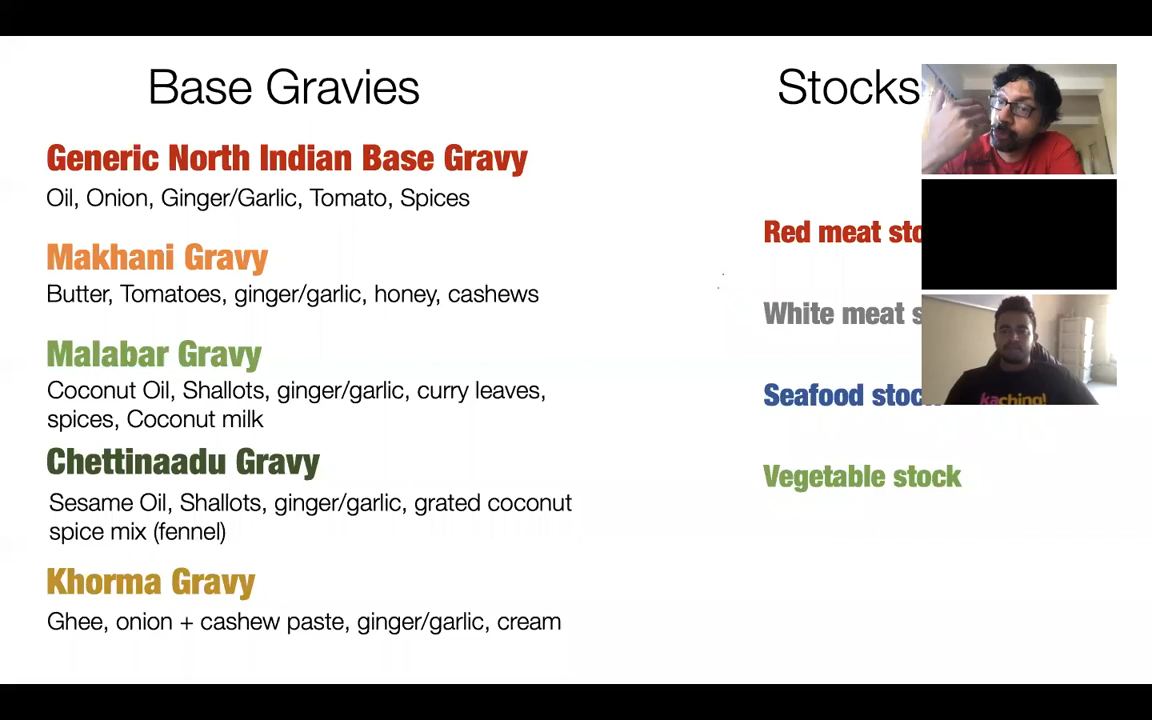 Base Gravies
Generic North Indian Base Gravy
Oil, Onion, Ginger/Garlic, Tomato, Spices
Makhani Gravy
Butter, Tomatoes, ginger/garlic, honey, cashews
Malabar Gravy
Coconut Oil, Shallots, ginger/garlic, curry leaves,
spices, Coconut milk
Chettinaadu Gravy
Sesame Oil, Shallots, ginger/garlic, grated coconut
spice mix (fennel)
Khorma Gravy
Ghee, onion + cashew paste, ginger/garlic, cream
Stocks
Red meat
White meat
Seafood
Vegetable stock
kaching!